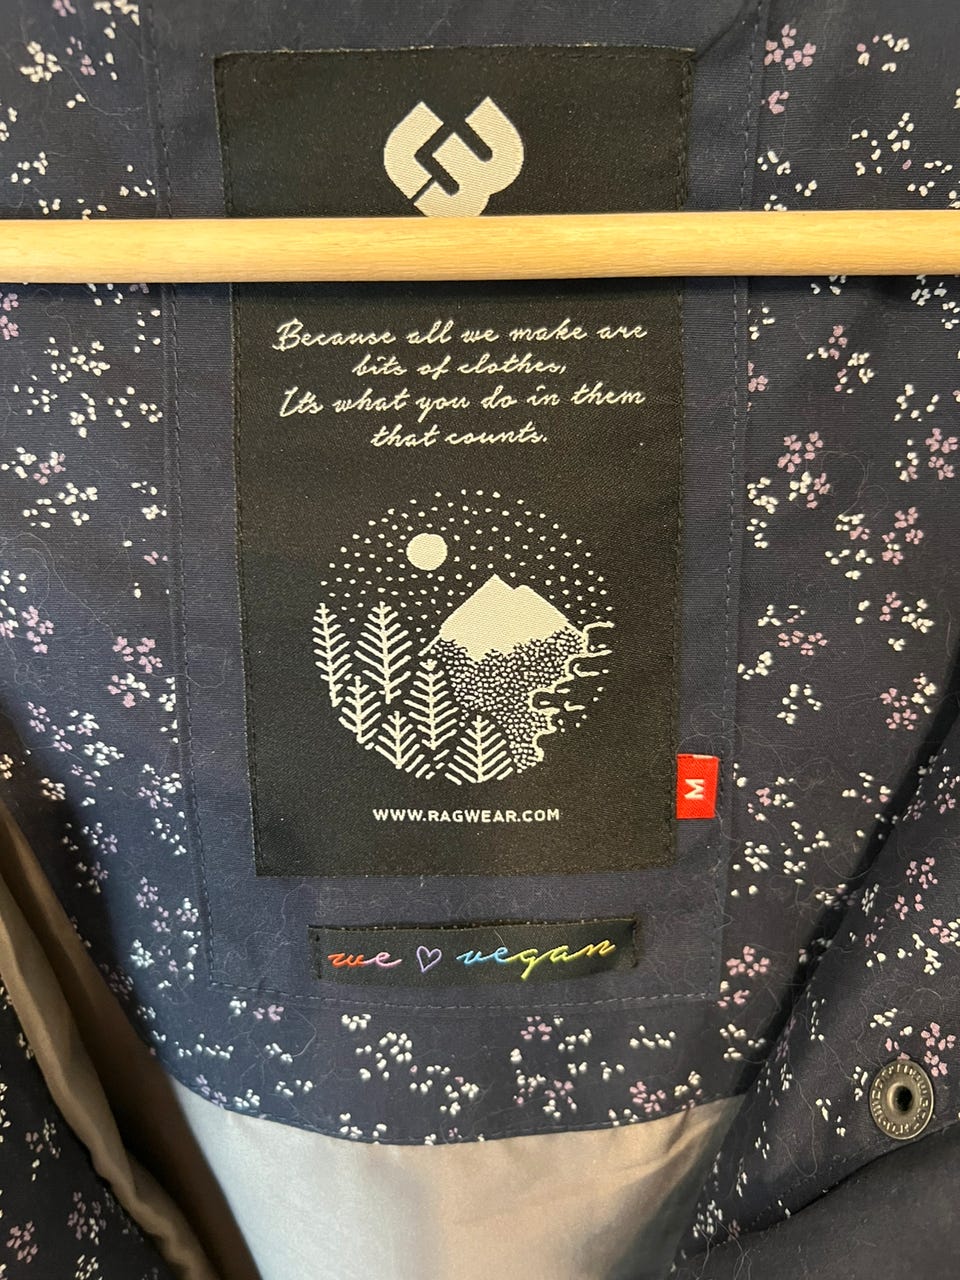 Because all we make are
bits of clothes,
It's what you do in them
that counts.
WWW.RAGWEAR.COM
M
we ♡ vegan